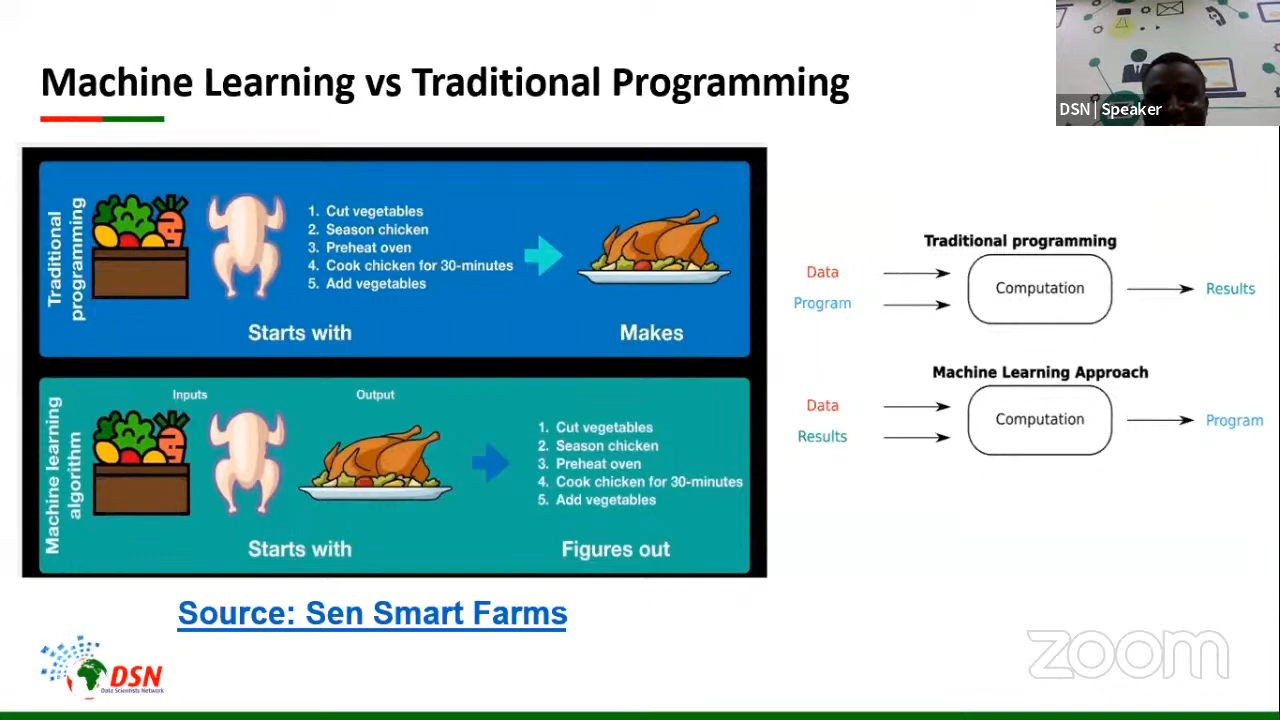 Machine Learning vs Traditional Programming
DSN | Speaker
Traditional
programming
1. Cut vegetables
2. Season chicken
3. Preheat oven
4. Cook chicken for 30-minutes
5. Add vegetables
Starts with
Makes
Machine learning
algorithm
Inputs
Output
1. Cut vegetables
2. Season chicken
3. Preheat oven
4. Cook chicken for 30-minutes
5. Add vegetables
Starts with
Figures out
Traditional programming
Data
Program
Computation
Results
Machine Learning Approach
Data
Results
Computation
Program
Source: Sen Smart Farms
DSN
Data Scientists Network
zoom